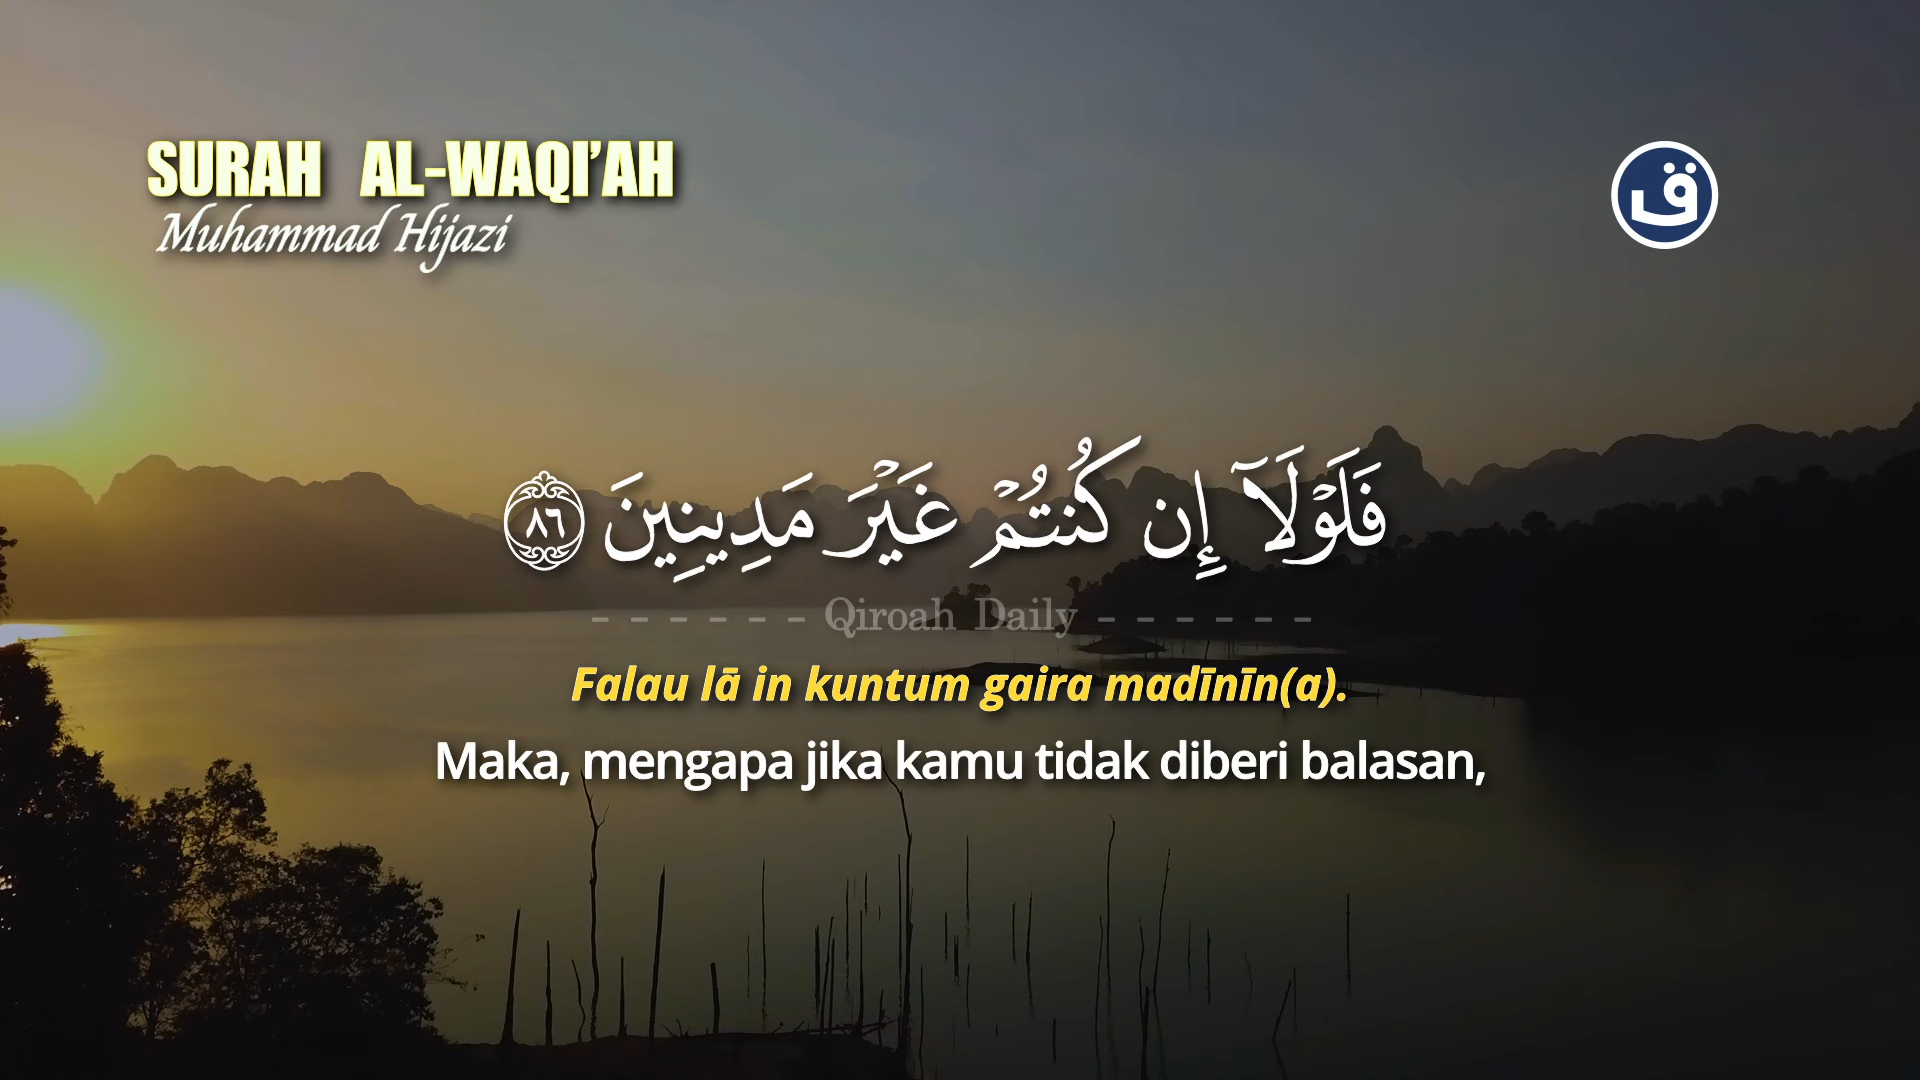 SURAH AL-WAQI'AH
Muhammad Hijazi
ق
فَلَوْلَآ إِن كُنتُمْ غَيْرَ مَدِينِينَ ٨٦
- - - - - - Qiroah Daily - - - - - -
Falau lā in kuntum gaira madīnīn(a).
Maka, mengapa jika kamu tidak diberi balasan,